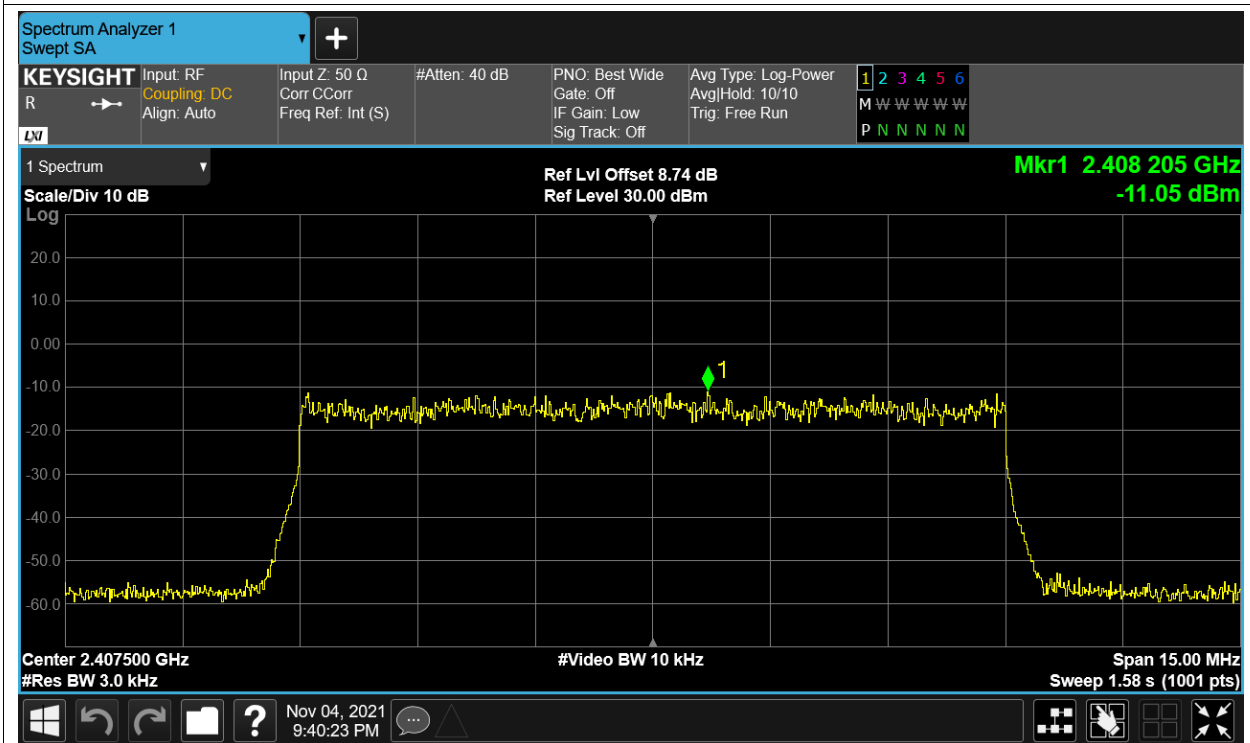 Spectrum Analyzer 1
Swept SA
+
KEYSIGHT
R
LXI
Input: RF
Coupling: DC
Align: Auto
Input Z: 50 Ω
Corr CCorr
Freq Ref: Int (S)
#Atten: 40 dB
PNO: Best Wide
Gate: Off
IF Gain: Low
Sig Track: Off
Avg Type: Log-Power
Avg|Hold: 10/10
Trig: Free Run
1 2 3 4 5 6
M W W W W W
P N N N N N
1 Spectrum
Scale/Div 10 dB
Log
Ref Lvl Offset 8.74 dB
Ref Level 30.00 dBm
Mkr1 2.408 205 GHz
-11.05 dBm
20.0
10.0
0.00
-10.0
-20.0
-30.0
-40.0
-50.0
-60.0
1
Center 2.407500 GHz
#Res BW 3.0 kHz
#Video BW 10 kHz
Span 15.00 MHz
Sweep 1.58 s (1001 pts)
?
Nov 04, 2021
9:40:23 PM